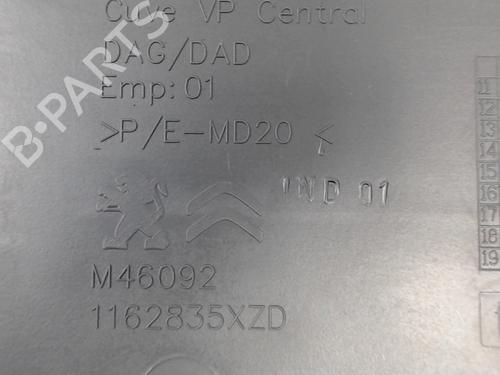 Cuve VP Central
DAG/DAD
Emp: 01
>P/E-MD20<
IND 01
M46092
1162835XZD
11
12
13
14
15
16
17
18
19
B-PARTS